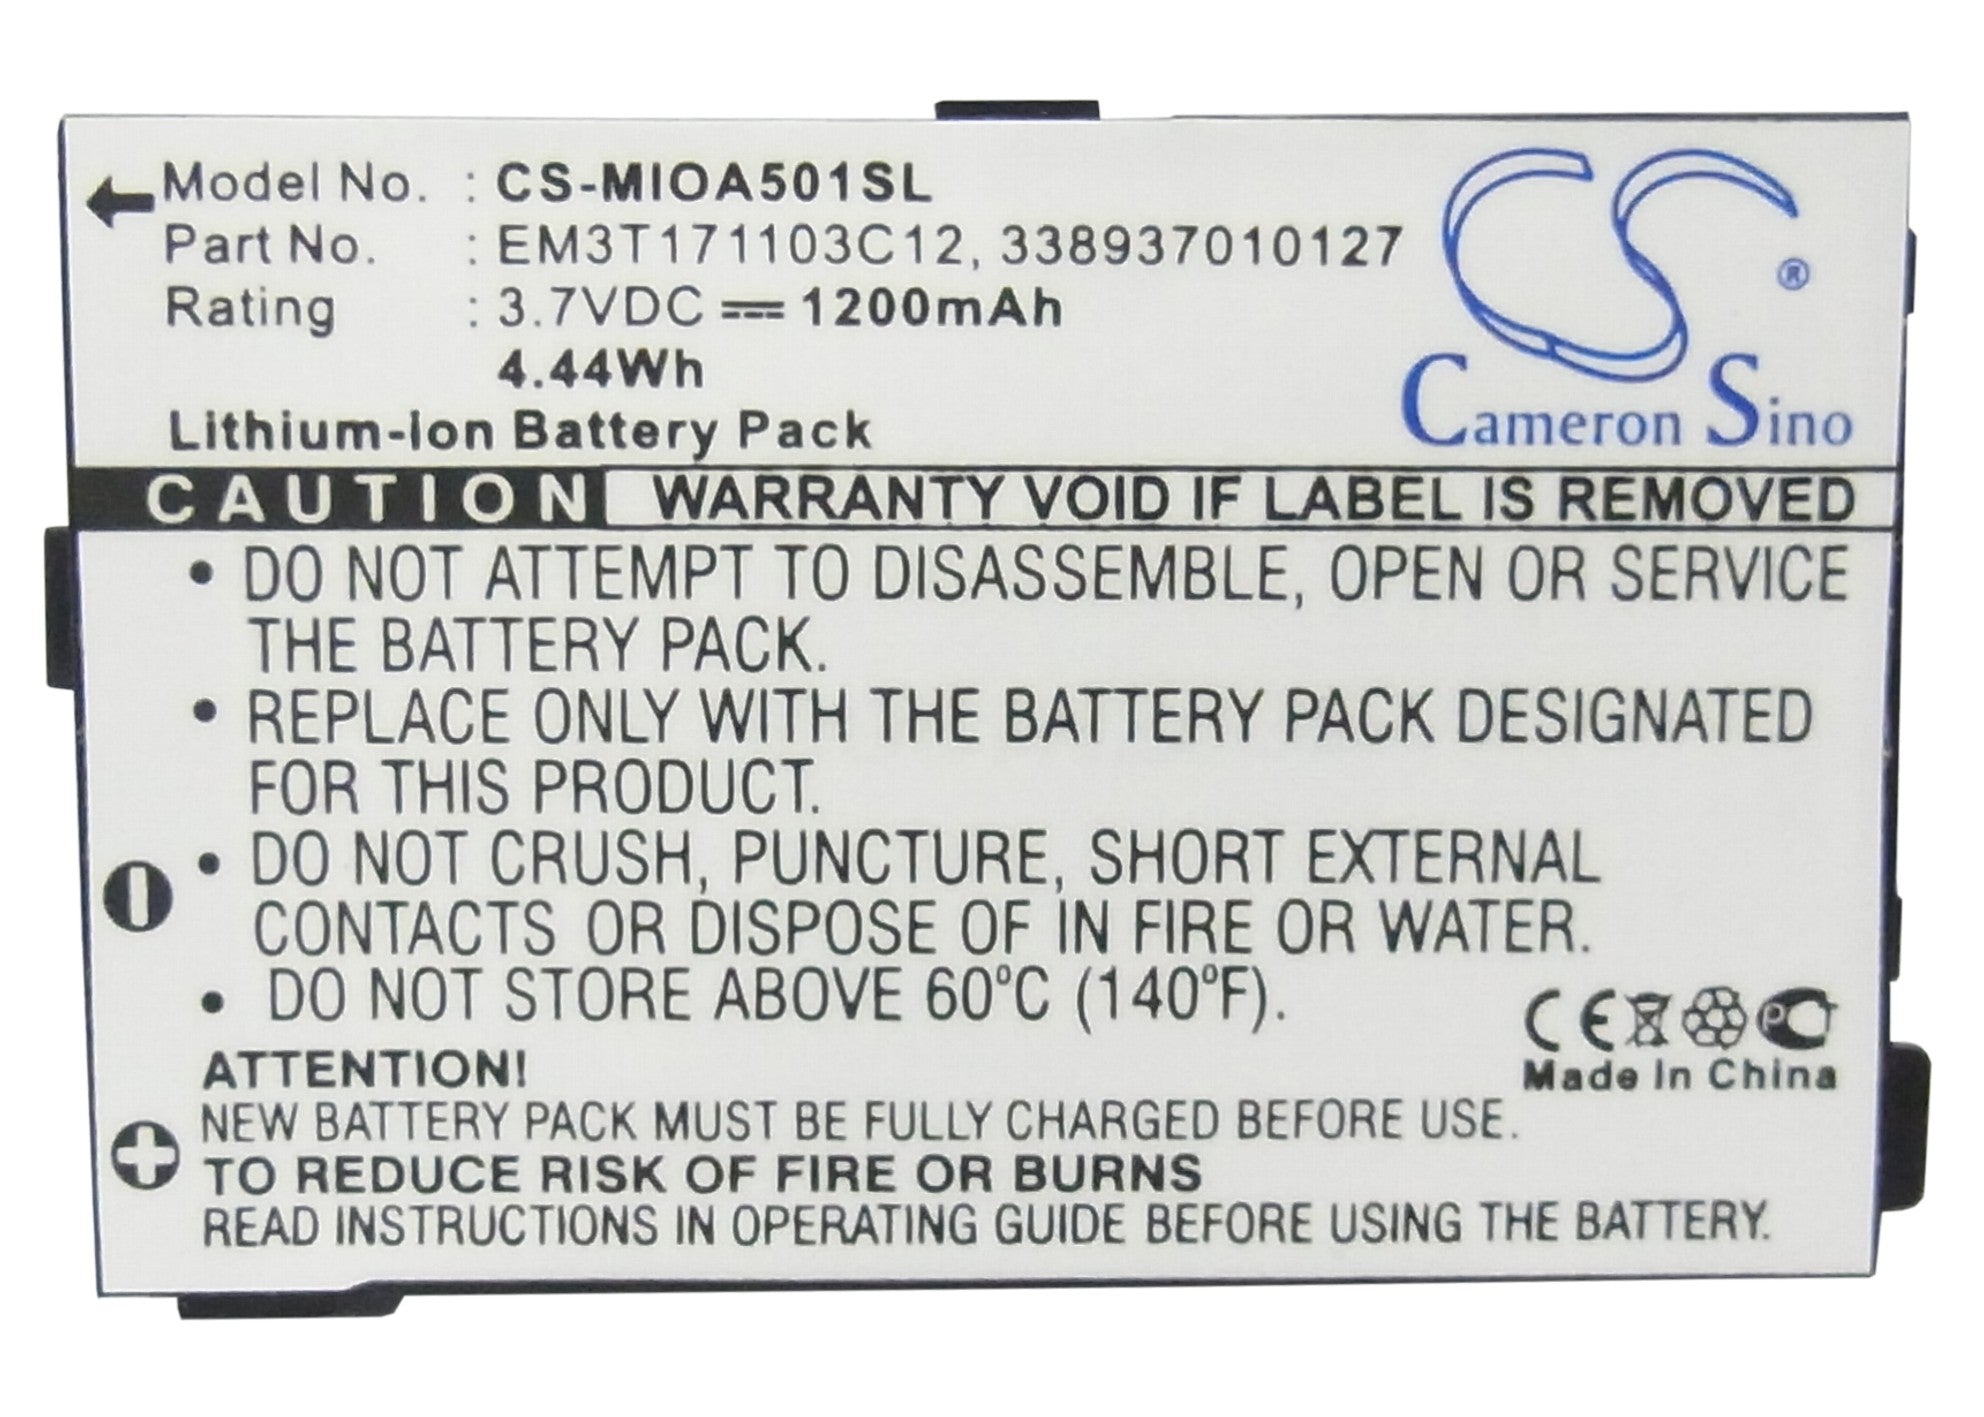 Model No. : CS-MIOA501SL
Part No. : EM3T171103C12, 338937010127
Rating : 3.7VDC 1200mAh
4.44Wh
Lithium-Ion Battery Pack
CS ®
Cameron Sino
CAUTION WARRANTY VOID IF LABEL IS REMOVED
• DO NOT ATTEMPT TO DISASSEMBLE, OPEN OR SERVICE
THE BATTERY PACK.
• REPLACE ONLY WITH THE BATTERY PACK DESIGNATED
FOR THIS PRODUCT.
• DO NOT CRUSH, PUNCTURE, SHORT EXTERNAL
CONTACTS OR DISPOSE OF IN FIRE OR WATER.
• DO NOT STORE ABOVE 60°C (140°F).
CE PC
Made In China
ATTENTION!
NEW BATTERY PACK MUST BE FULLY CHARGED BEFORE USE.
TO REDUCE RISK OF FIRE OR BURNS
READ INSTRUCTIONS IN OPERATING GUIDE BEFORE USING THE BATTERY.